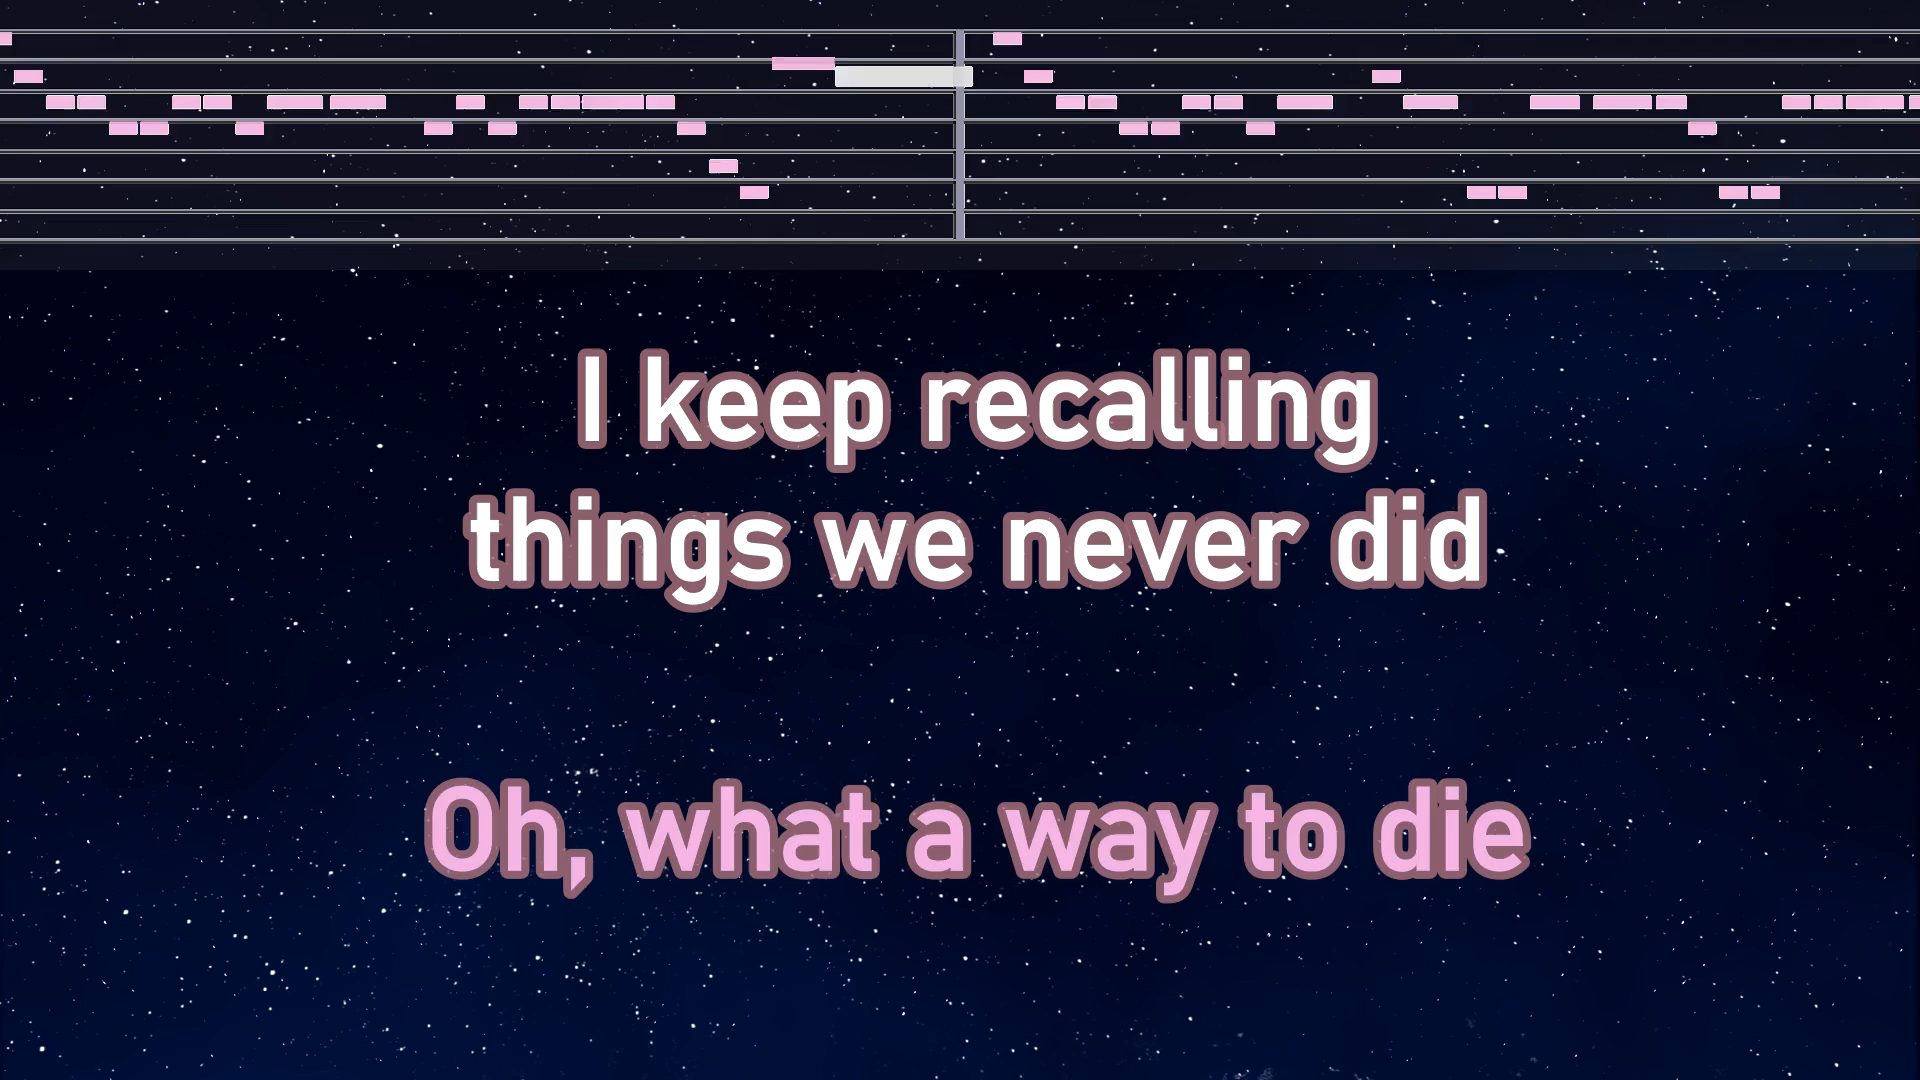 I keep recalling
things we never did
Oh, what a way to die